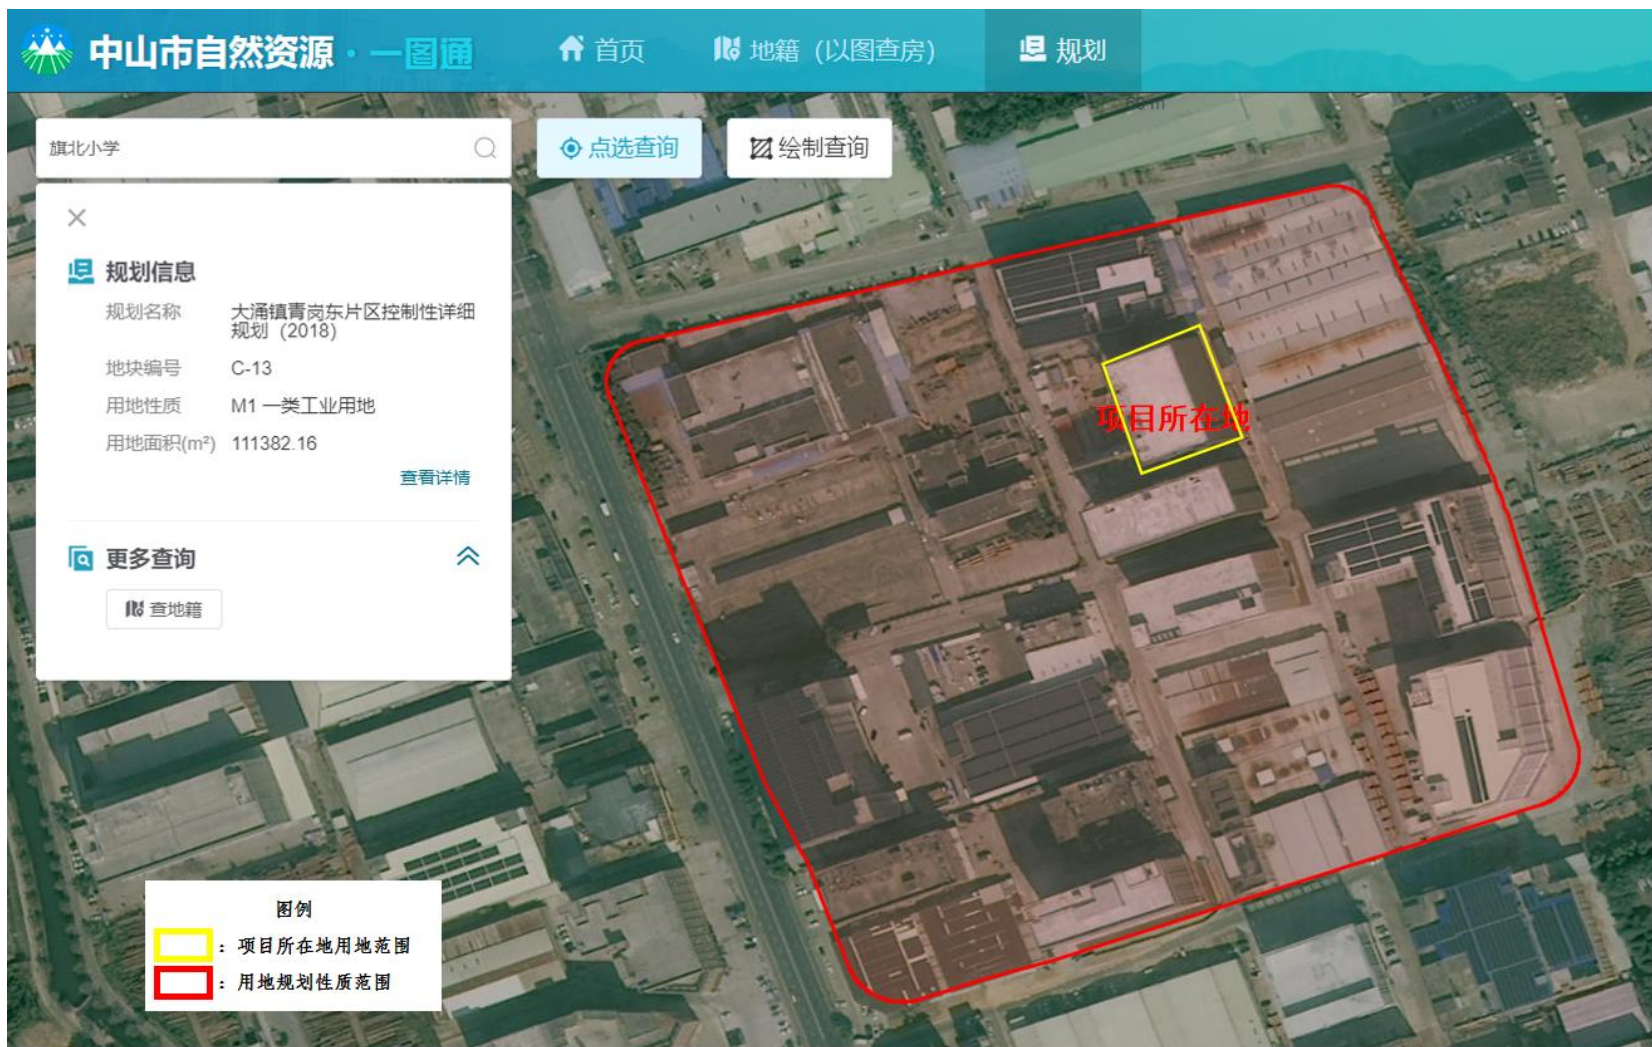 中山市自然资源·一图通
首页
地籍（以图查房）
规划
旗北小学
点选查询
绘制查询
规划信息
规划名称 大涌镇青岗东片区控制性详细
规划（2018）
地块编号 C-13
用地性质 M1 一类工业用地
用地面积(m²) 111382.16
查看详情
更多查询
查地籍
项目所在地
图例
：项目所在地用地范围
：用地规划性质范围